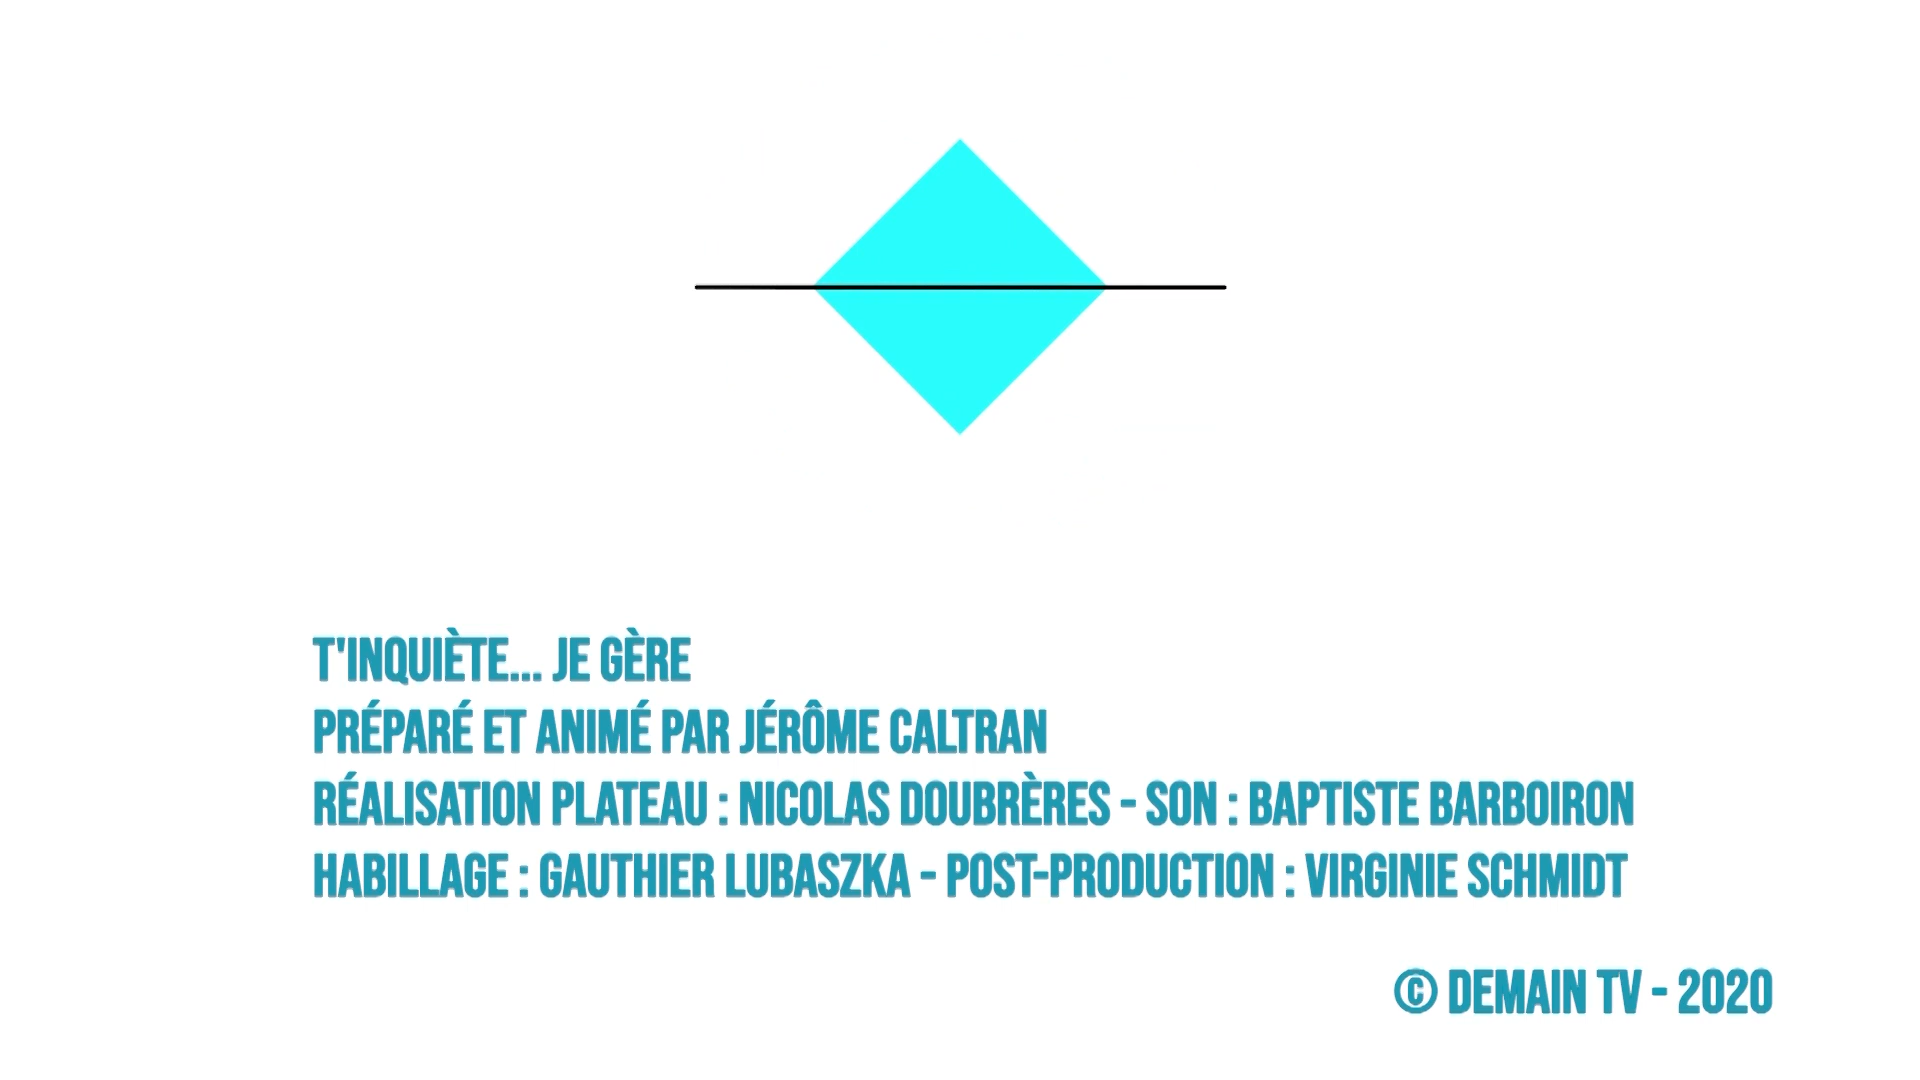 T'INQUIÈTE... JE GÈRE
PRÉPARÉ ET ANIMÉ PAR JÉRÔME CALTRAN
RÉALISATION PLATEAU : NICOLAS DOUBRÈRES - SON : BAPTISTE BARBOIRON
HABILLAGE : GAUTHIER LUBASZKA - POST-PRODUCTION : VIRGINIE SCHMIDT
© DEMAIN TV - 2020